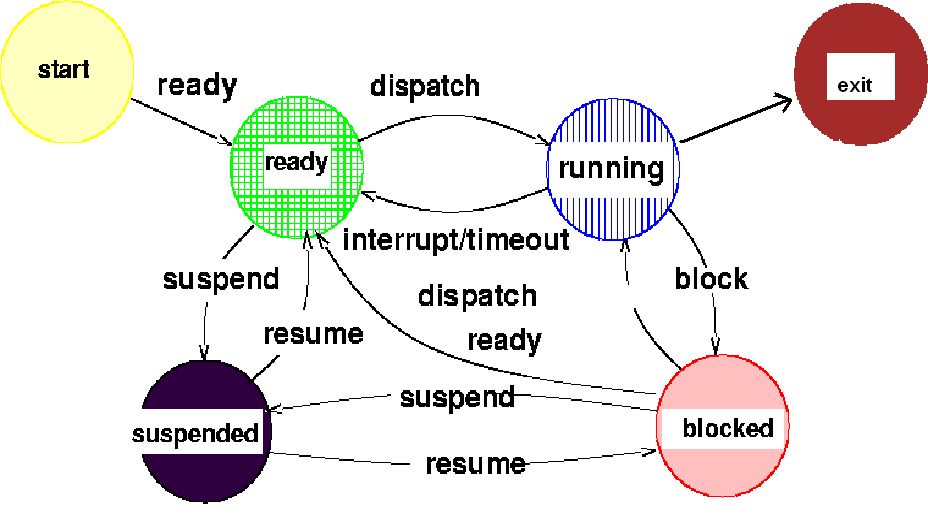 start
ready
dispatch
exit
ready
running
interrupt/timeout
suspend
block
dispatch
resume
ready
suspend
suspended
blocked
resume